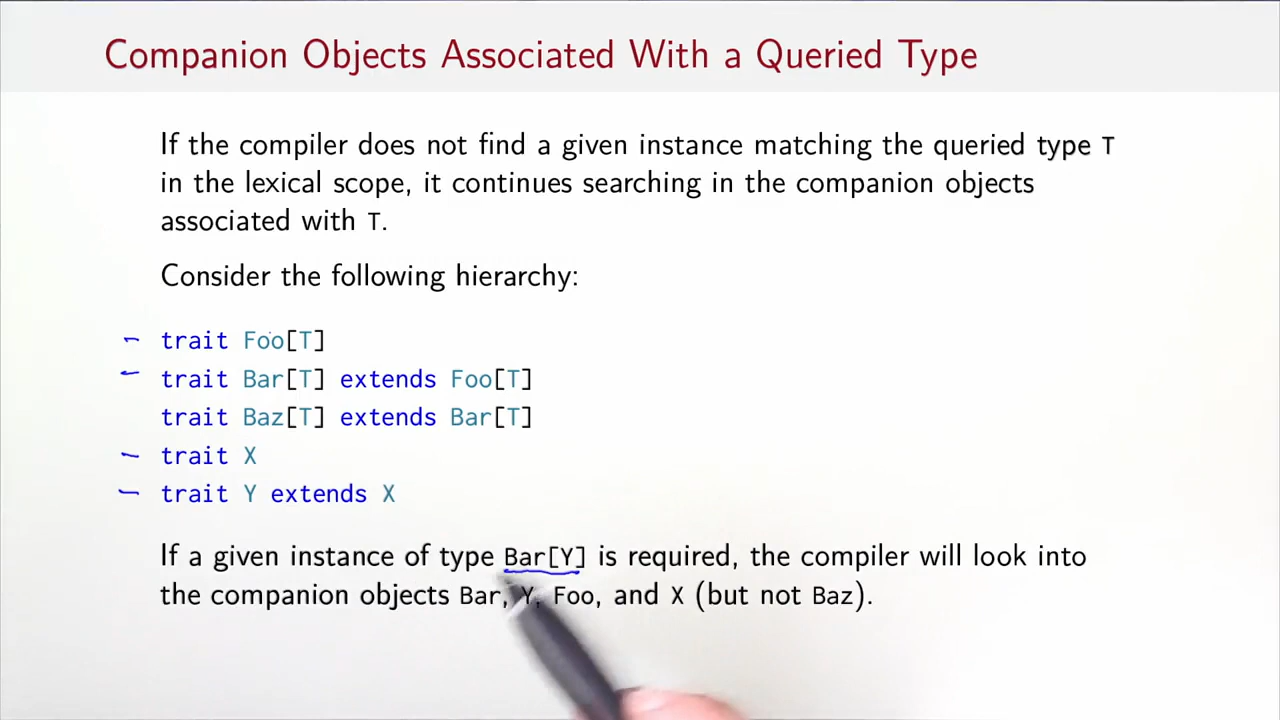 Companion Objects Associated With a Queried Type
If the compiler does not find a given instance matching the queried type T
in the lexical scope, it continues searching in the companion objects
associated with T.
Consider the following hierarchy:
trait Foo[T]
trait Bar[T] extends Foo[T]
trait Baz[T] extends Bar[T]
trait X
trait Y extends X
If a given instance of type Bar[Y] is required, the compiler will look into
the companion objects Bar, Y, Foo, and X (but not Baz).